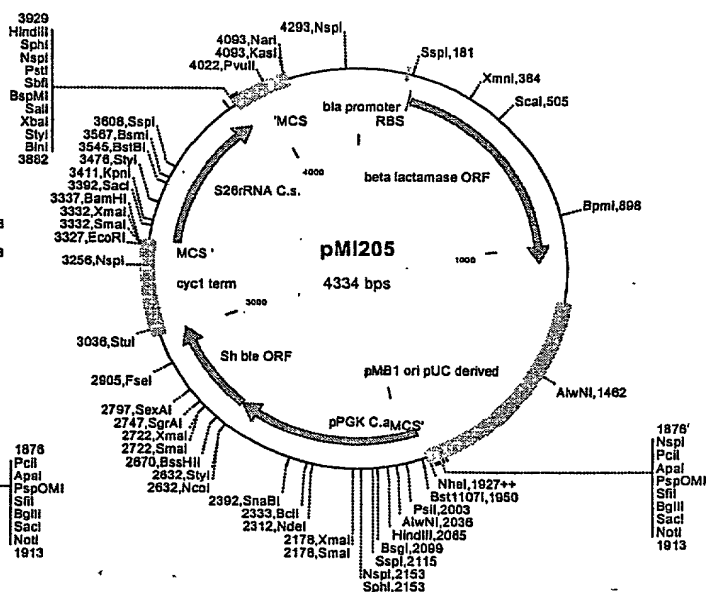 3929
HindIII
SphI
NspI
PstI
SbfI
BspMI
SalI
XbaI
StyI
BlnI
3882
4293,NspI
4093,NarI
4093,KasI
4022,PvuII
SspI,181
XmnI,384
ScaI,505
BpmI,898
bla promoter
RBS
'MCS
4000
beta lactamase ORF
3608,SspI
3567,BsmI
3545,BstBI
3476,StyI
3411,KpnI
3392,SacI
3337,BamHI
3332,XmaI
3332,SmaI
3327,EcoRI
3256,NspI
S26rRNA C.s.
MCS'
cyc1 term
pMI205
4334 bps
1000
3000
3036,StuI
Sh ble ORF
pMB1 ori pUC derived
AlwNI,1462
2905,FseI
2797,SexAI
2747,SgrAI
2722,XmaI
2722,SmaI
2670,BssHII
2632,StyI
2632,NcoI
pPGK C.a
MCS'
2392,SnaBI
2333,BclI
2312,NdeI
2178,XmaI
2178,SmaI
NheI,1927++
Bst1107I,1950
PsiI,2003
AlwNI,2036
HindIII,2065
BsgI,2099
SspI,2115
NspI,2153
SphI,2153
1876
PciI
ApaI
PspOMI
SfiI
BglII
SacI
NotI
1913
1876'
NspI
PciI
ApaI
PspOMI
SfiI
BglII
SacI
NotI
1913